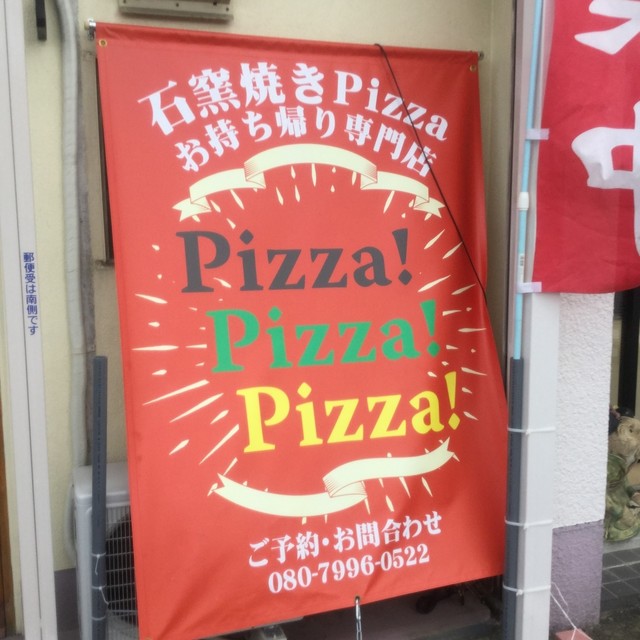 石窯焼きPizza
お持ち帰り専門店
Pizza!
Pizza!
Pizza!
ご予約・お問合わせ
080-7996-0522
郵便受は南側です
中